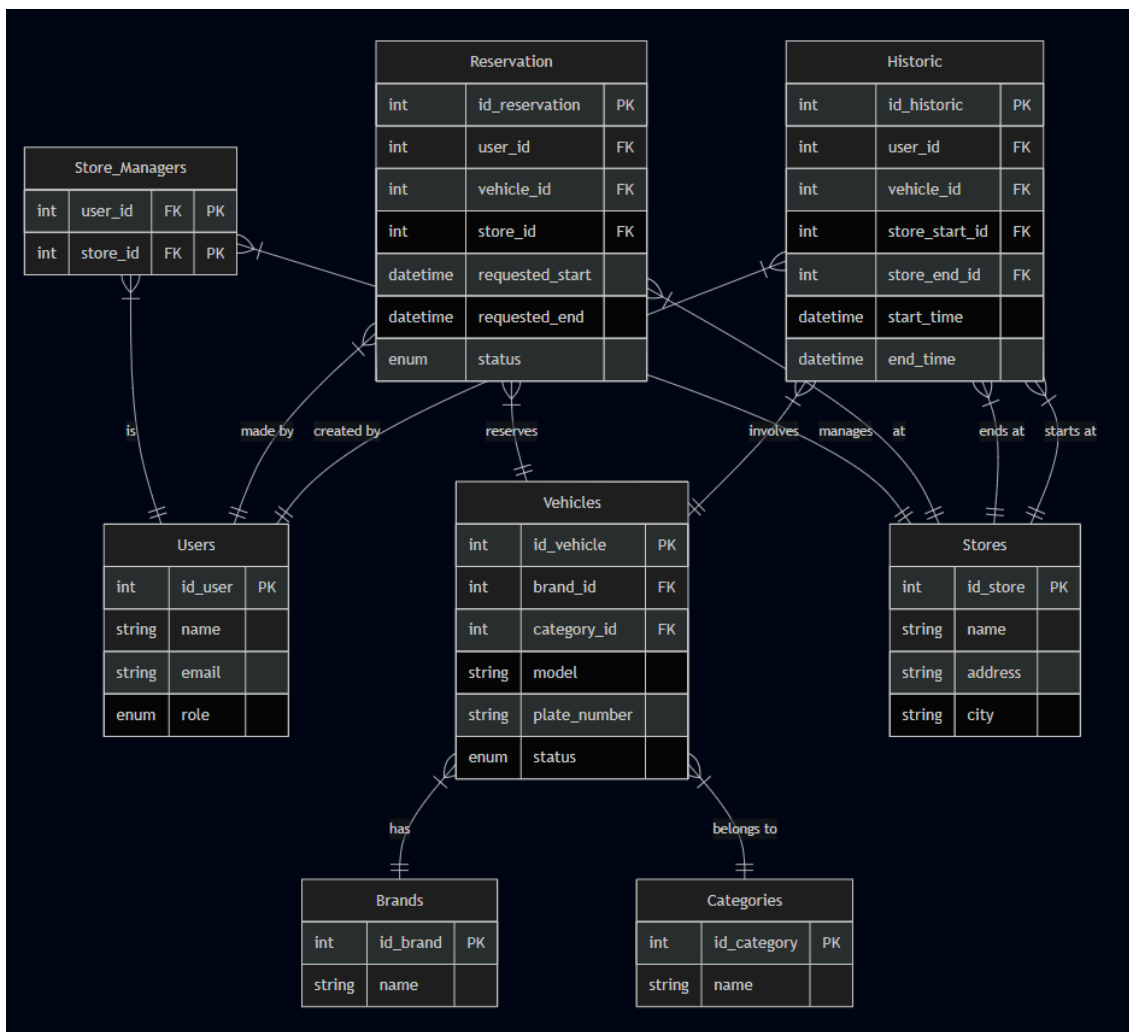 Reservation
int id_reservation PK
int user_id FK
int vehicle_id FK
int store_id FK
datetime requested_start
datetime requested_end
enum status
Historic
int id_historic PK
int user_id FK
int vehicle_id FK
int store_start_id FK
int store_end_id FK
datetime start_time
datetime end_time
Store_Managers
int user_id FK PK
int store_id FK PK
is
made by
created by
reserves
involves
manages
at
ends at
starts at
Users
int id_user PK
string name
string email
enum role
Vehicles
int id_vehicle PK
int brand_id FK
int category_id FK
string model
string plate_number
enum status
Stores
int id_store PK
string name
string address
string city
has
belongs to
Brands
int id_brand PK
string name
Categories
int id_category PK
string name